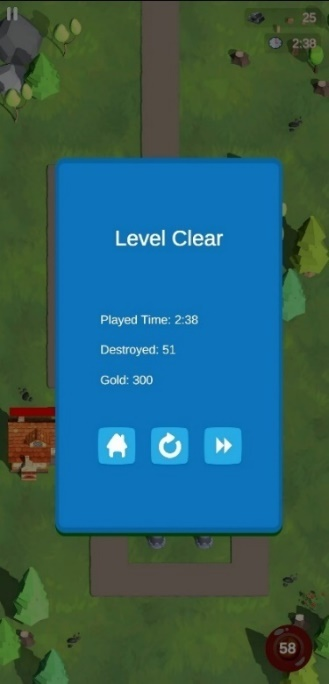 25
2:38
Level Clear
Played Time: 2:38
Destroyed: 51
Gold: 300
58